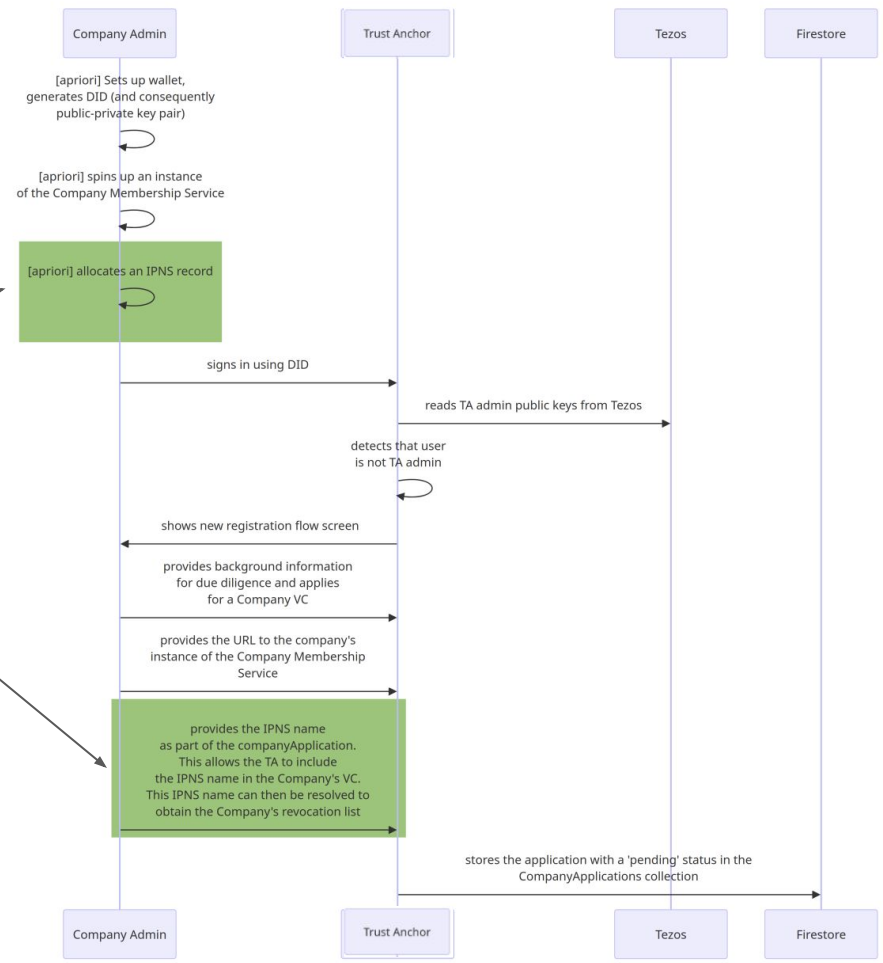 Company Admin
Trust Anchor
Tezos
Firestore
[apriori] Sets up wallet,
generates DID (and consequently
public-private key pair)
[apriori] spins up an instance
of the Company Membership Service
[apriori] allocates an IPNS record
signs in using DID
reads TA admin public keys from Tezos
detects that user
is not TA admin
shows new registration flow screen
provides background information
for due diligence and applies
for a Company VC
provides the URL to the company's
instance of the Company Membership
Service
provides the IPNS name
as part of the companyApplication.
This allows the TA to include
the IPNS name in the Company's VC.
This IPNS name can then be resolved to
obtain the Company's revocation list
stores the application with a 'pending' status in the
CompanyApplications collection
Company Admin
Trust Anchor
Tezos
Firestore